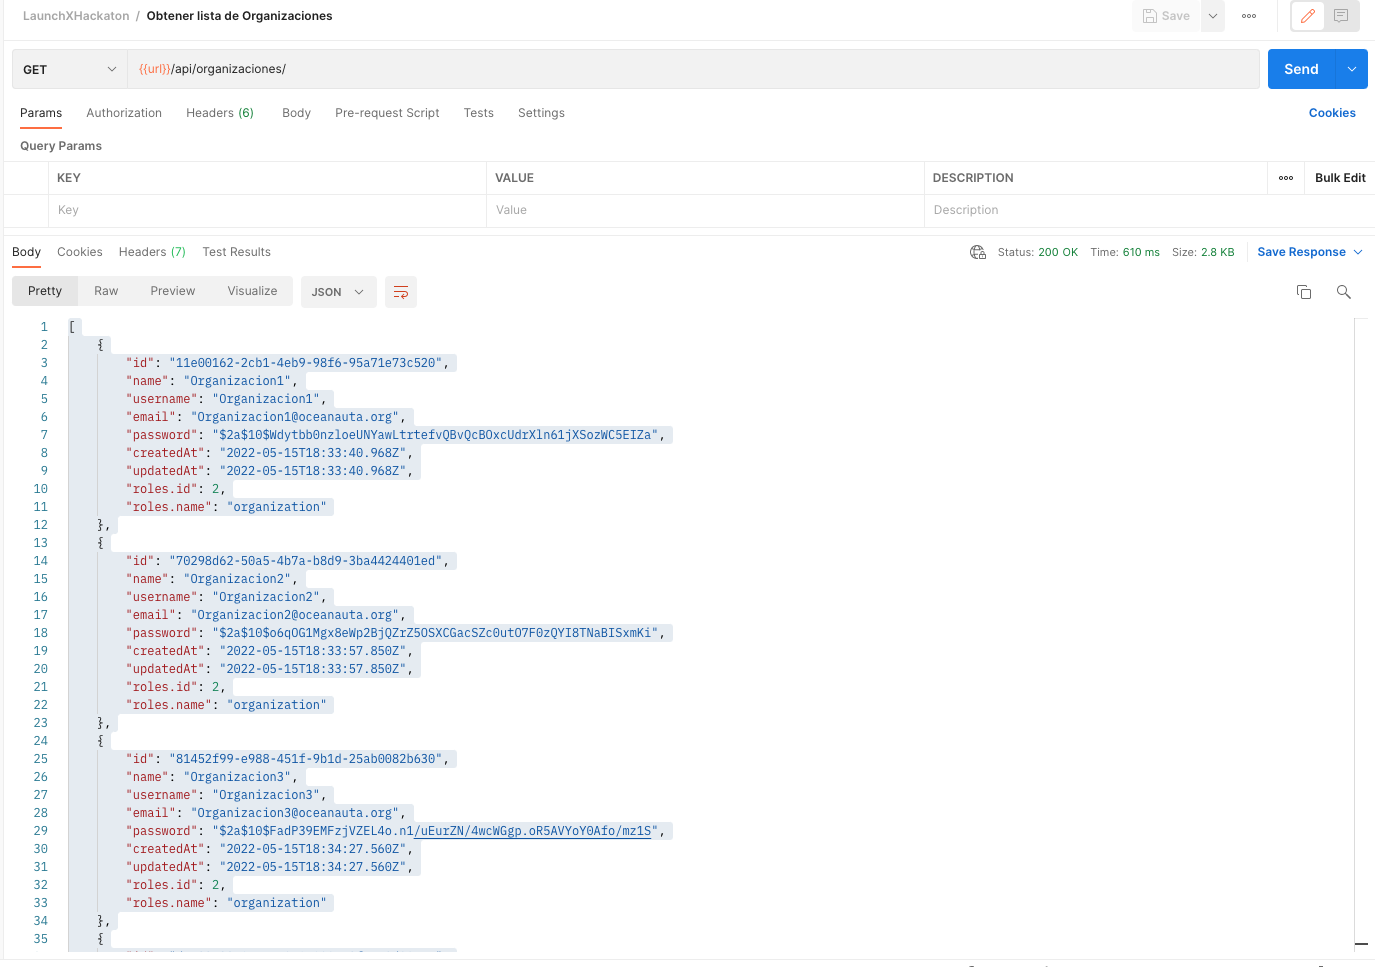 LaunchXHackaton / Obtener lista de Organizaciones
Save
GET {{url}}/api/organizaciones/ Send
Params Authorization Headers (6) Body Pre-request Script Tests Settings Cookies
Query Params
KEY VALUE DESCRIPTION Bulk Edit
Key Value Description
Body Cookies Headers (7) Test Results Status: 200 OK Time: 610 ms Size: 2.8 KB Save Response
Pretty Raw Preview Visualize JSON
1 [
2 {
3 "id": "11e00162-2cb1-4eb9-98f6-95a71e73c520",
4 "name": "Organizacion1",
5 "username": "Organizacion1",
6 "email": "Organizacion1@oceanauta.org",
7 "password": "$2a$10$Wdytbb0nzloeUNYawLtrtefvQBvQcBOxcUdrXln61jXSozWC5EIZa",
8 "createdAt": "2022-05-15T18:33:40.968Z",
9 "updatedAt": "2022-05-15T18:33:40.968Z",
10 "roles.id": 2,
11 "roles.name": "organization"
12 },
13 {
14 "id": "70298d62-50a5-4b7a-b8d9-3ba4424401ed",
15 "name": "Organizacion2",
16 "username": "Organizacion2",
17 "email": "Organizacion2@oceanauta.org",
18 "password": "$2a$10$o6qOG1Mgx8eWp2BjQZrZ5OSXCGacSZc0utO7F0zQYI8TNaBISxmKi",
19 "createdAt": "2022-05-15T18:33:57.850Z",
20 "updatedAt": "2022-05-15T18:33:57.850Z",
21 "roles.id": 2,
22 "roles.name": "organization"
23 },
24 {
25 "id": "81452f99-e988-451f-9b1d-25ab0082b630",
26 "name": "Organizacion3",
27 "username": "Organizacion3",
28 "email": "Organizacion3@oceanauta.org",
29 "password": "$2a$10$FadP39EMFzjVZEL4o.n1/uEurZN/4wcWGgp.oR5AVYoY0Afo/mz1S",
30 "createdAt": "2022-05-15T18:34:27.560Z",
31 "updatedAt": "2022-05-15T18:34:27.560Z",
32 "roles.id": 2,
33 "roles.name": "organization"
34 },
35 {